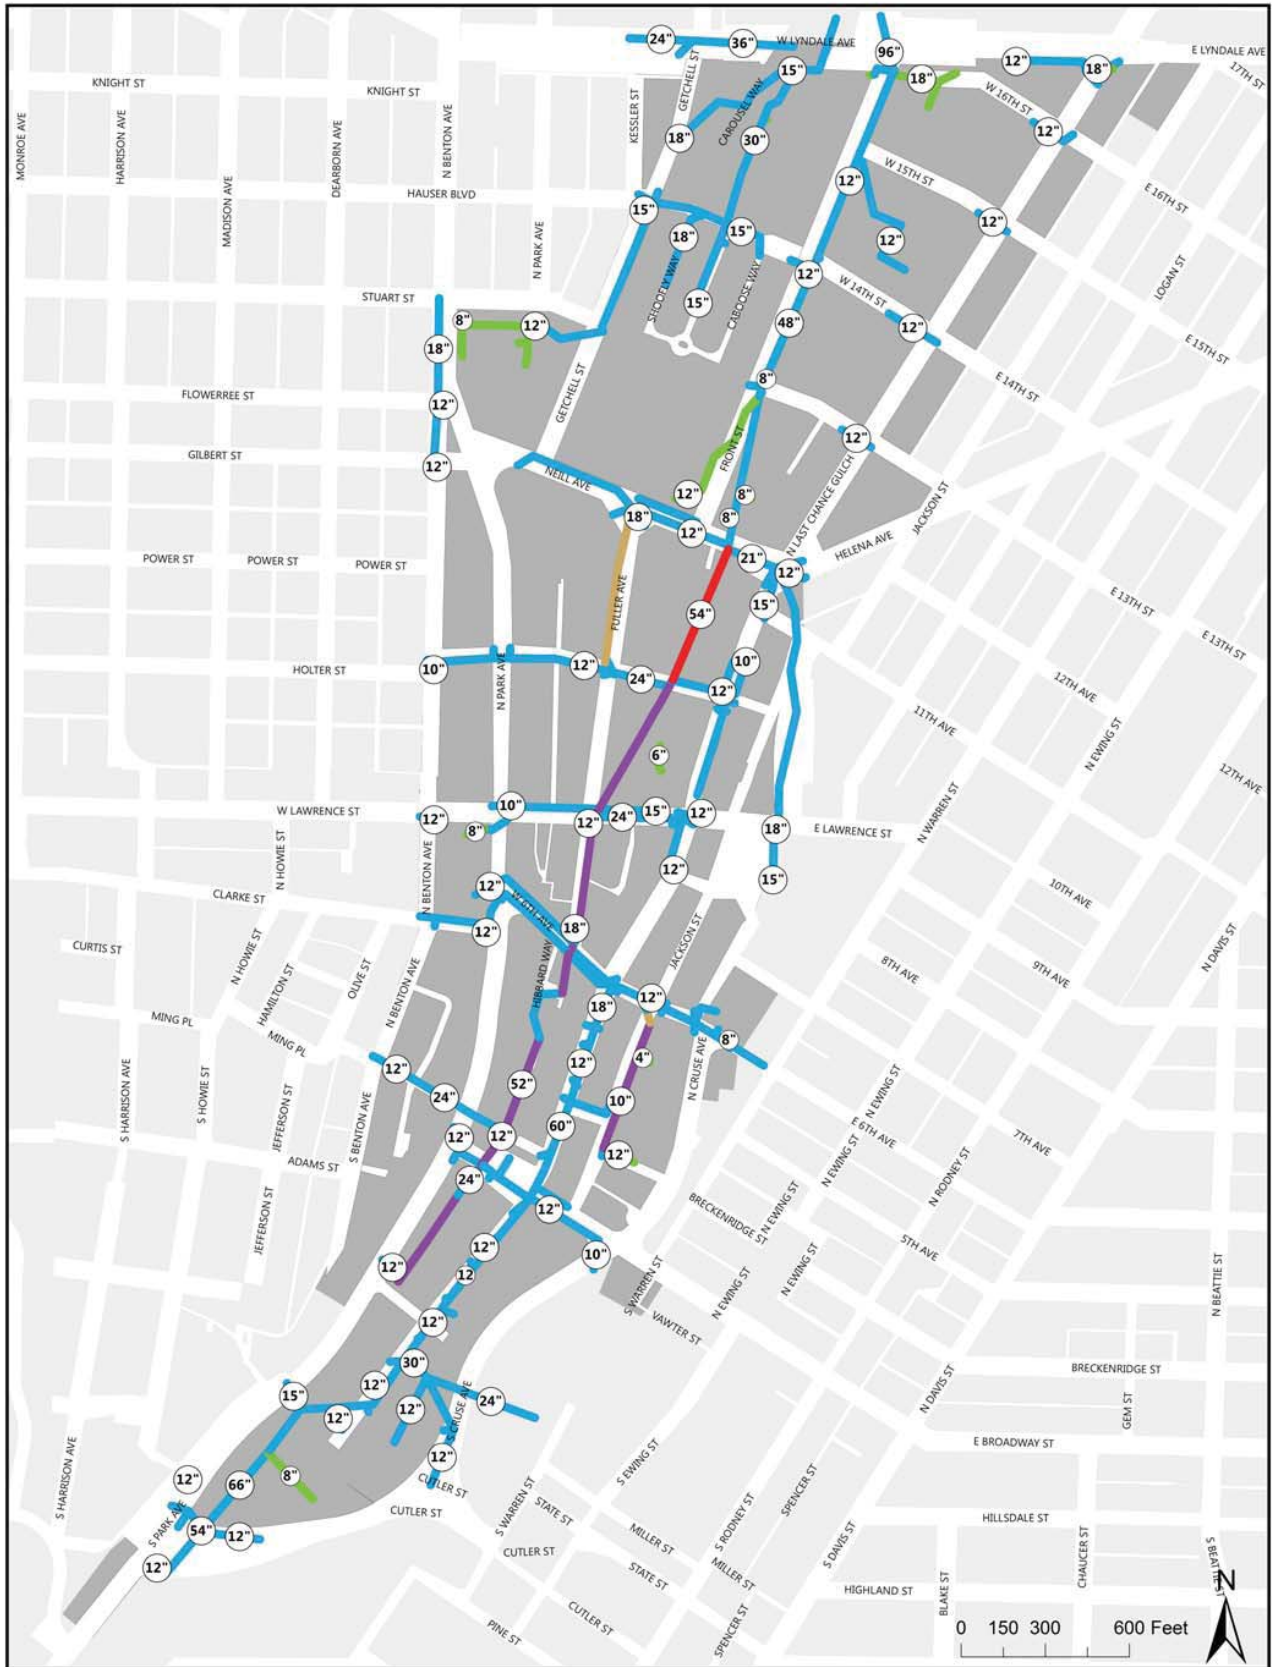 24"
36"
W LYNDALE AVE
96"
E LYNDALE AVE
12"
18"
17TH ST
KNIGHT ST
KNIGHT ST
GETCHELL ST
15"
18"
W 16TH ST
MONROE AVE
HARRISON AVE
MADISON AVE
DEARBORN AVE
N BENTON AVE
KESSLER ST
CAROUSEL WAY
18"
30"
12"
HAUSER BLVD
N PARK AVE
12"
W 15TH ST
E 16TH ST
15"
18"
15"
12"
12"
LOGAN ST
STUART ST
SHOOFLY WAY
15"
CABOOSE WAY
12"
W 14TH ST
48"
12"
E 15TH ST
8"
12"
18"
FLOWERREE ST
12"
GETCHELL ST
8"
E 14TH ST
GILBERT ST
12"
FRONT ST
12"
N LAST CHANCE GULCH
NEILL AVE
12"
8"
JACKSON ST
18"
12"
8"
HELENA AVE
POWER ST
POWER ST
POWER ST
21"
12"
E 13TH ST
FULLER AVE
54"
15"
E 13TH ST
HOLTER ST
10"
N PARK AVE
12"
24"
12"
10"
12TH AVE
11TH AVE
N EWING ST
6"
12TH AVE
W LAWRENCE ST
12"
10"
8"
12"
24"
15"
12"
18"
E LAWRENCE ST
N WARREN ST
N HOWIE ST
N BENTON AVE
12"
15"
CLARKE ST
12"
W 6TH AVE
10TH AVE
CURTIS ST
N HOWIE ST
HAMILTON ST
OLIVE ST
N BENTON AVE
12"
18"
HIBBARD WAY
JACKSON ST
8TH AVE
9TH AVE
N DAVIS ST
MING PL
MING PL
18"
12"
8"
N CRUSE AVE
12"
12"
4"
S HARRISON AVE
S HOWIE ST
JEFFERSON ST
S BENTON AVE
24"
52"
10"
N EWING ST
12"
12"
60"
12"
E 6TH AVE
7TH AVE
ADAMS ST
24"
N EWING ST
N RODNEY ST
JEFFERSON ST
12"
BRECKENRIDGE ST
N EWING ST
5TH AVE
12"
12"
12
10"
S WARREN ST
N EWING ST
N EWING ST
N BEATTIE ST
12"
VAWTER ST
30"
15"
12"
12"
12"
24"
S CRUSE AVE
BRECKENRIDGE ST
N DAVIS ST
GEM ST
S HARRISON AVE
12"
66"
8"
12"
CUTLER ST
CUTLER ST
S EWING ST
E BROADWAY ST
S PARK AVE
54"
12"
12"
S WARREN ST
STATE ST
MILLER ST
CUTLER ST
STATE ST
MILLER ST
S RODNEY ST
SPENCER ST
S DAVIS ST
HILLSDALE ST
CHAUCER ST
S BEATTIE ST
PINE ST
CUTLER ST
SPENCER ST
HIGHLAND ST
BLAKE ST
N
0 150 300 600 Feet